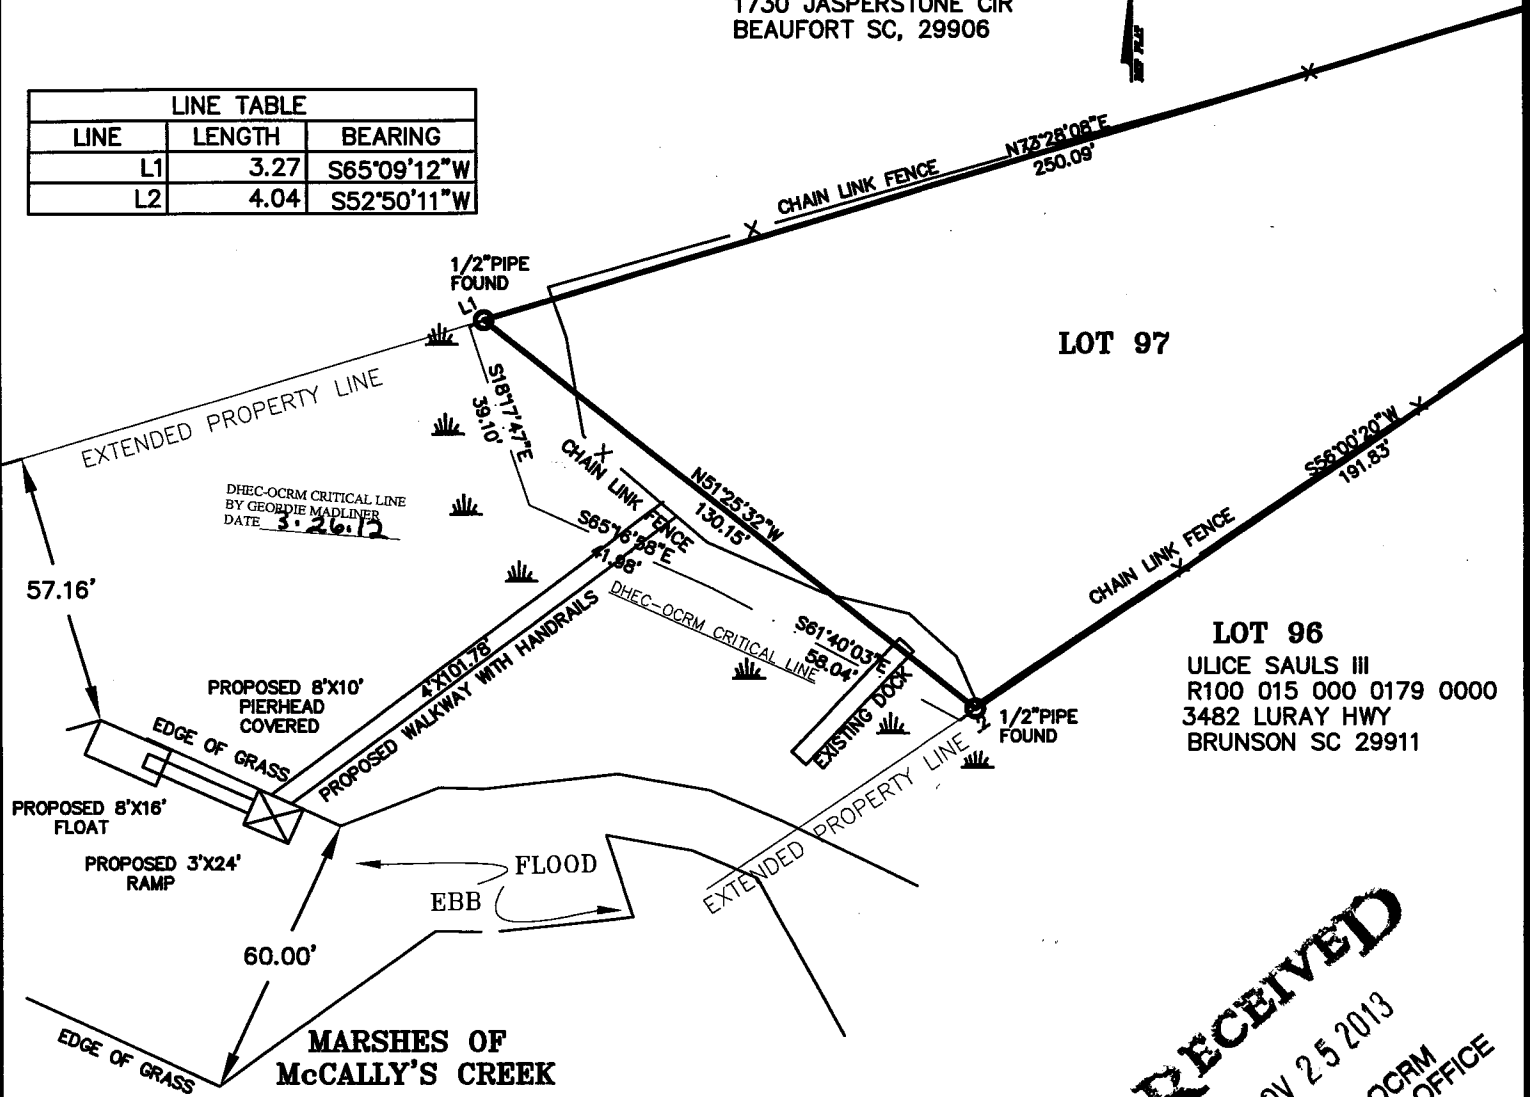 1730 JASPERSTONE CIR
BEAUFORT SC, 29906
REF PLAT
LINE TABLE
LINE LENGTH BEARING
L1 3.27 S65°09'12"W
L2 4.04 S52°50'11"W
N73°28'08"E
250.09'
CHAIN LINK FENCE
1/2"PIPE
FOUND
L1
LOT 97
EXTENDED PROPERTY LINE
S18°17'47"E
39.10'
CHAIN LINK FENCE
N51°25'32"W
130.15'
S56°00'20"W
191.83'
DHEC-OCRM CRITICAL LINE
BY GEORDIE MADLINER
DATE 3.26.12
S65°16'58"E
41.98'
CHAIN LINK FENCE
57.16'
DHEC-OCRM CRITICAL LINE
S61°40'03"E
58.04'
LOT 96
ULICE SAULS III
R100 015 000 0179 0000
3482 LURAY HWY
BRUNSON SC 29911
4'X101.78'
PROPOSED WALKWAY WITH HANDRAILS
PROPOSED 8'X10'
PIERHEAD
COVERED
EXISTING DOCK
1/2"PIPE
FOUND
EDGE OF GRASS
PROPOSED 8'X16'
FLOAT
PROPOSED 3'X24'
RAMP
EXTENDED PROPERTY LINE
FLOOD
EBB
60.00'
EDGE OF GRASS
MARSHES OF
McCALLY'S CREEK
RECEIVED
25 2013
OCRM
OFFICE